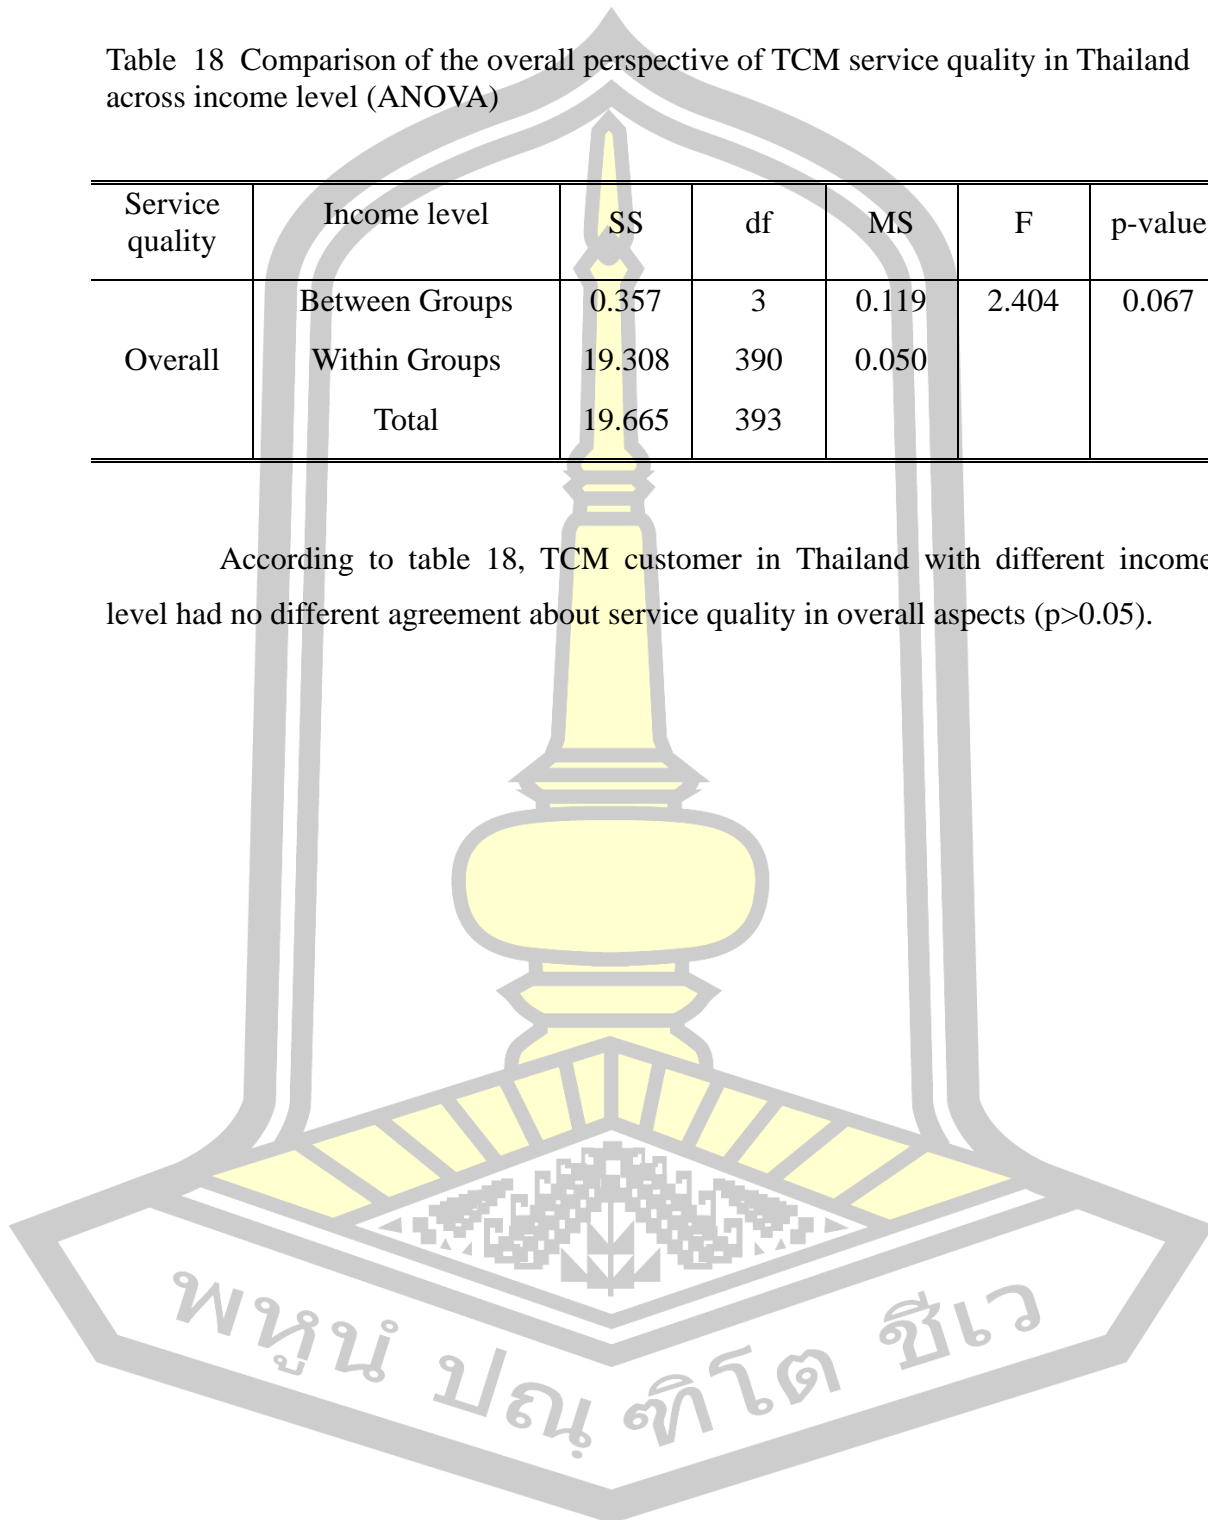 Table 18 Comparison of the overall perspective of TCM service quality in Thailand
across income level (ANOVA)
Service quality Income level SS df MS F p-value
Between Groups 0.357 3 0.119 2.404 0.067
Overall Within Groups 19.308 390 0.050
Total 19.665 393
According to table 18, TCM customer in Thailand with different income
level had no different agreement about service quality in overall aspects (p>0.05).
พหูนํ ปณฺฑิโต ชีเว